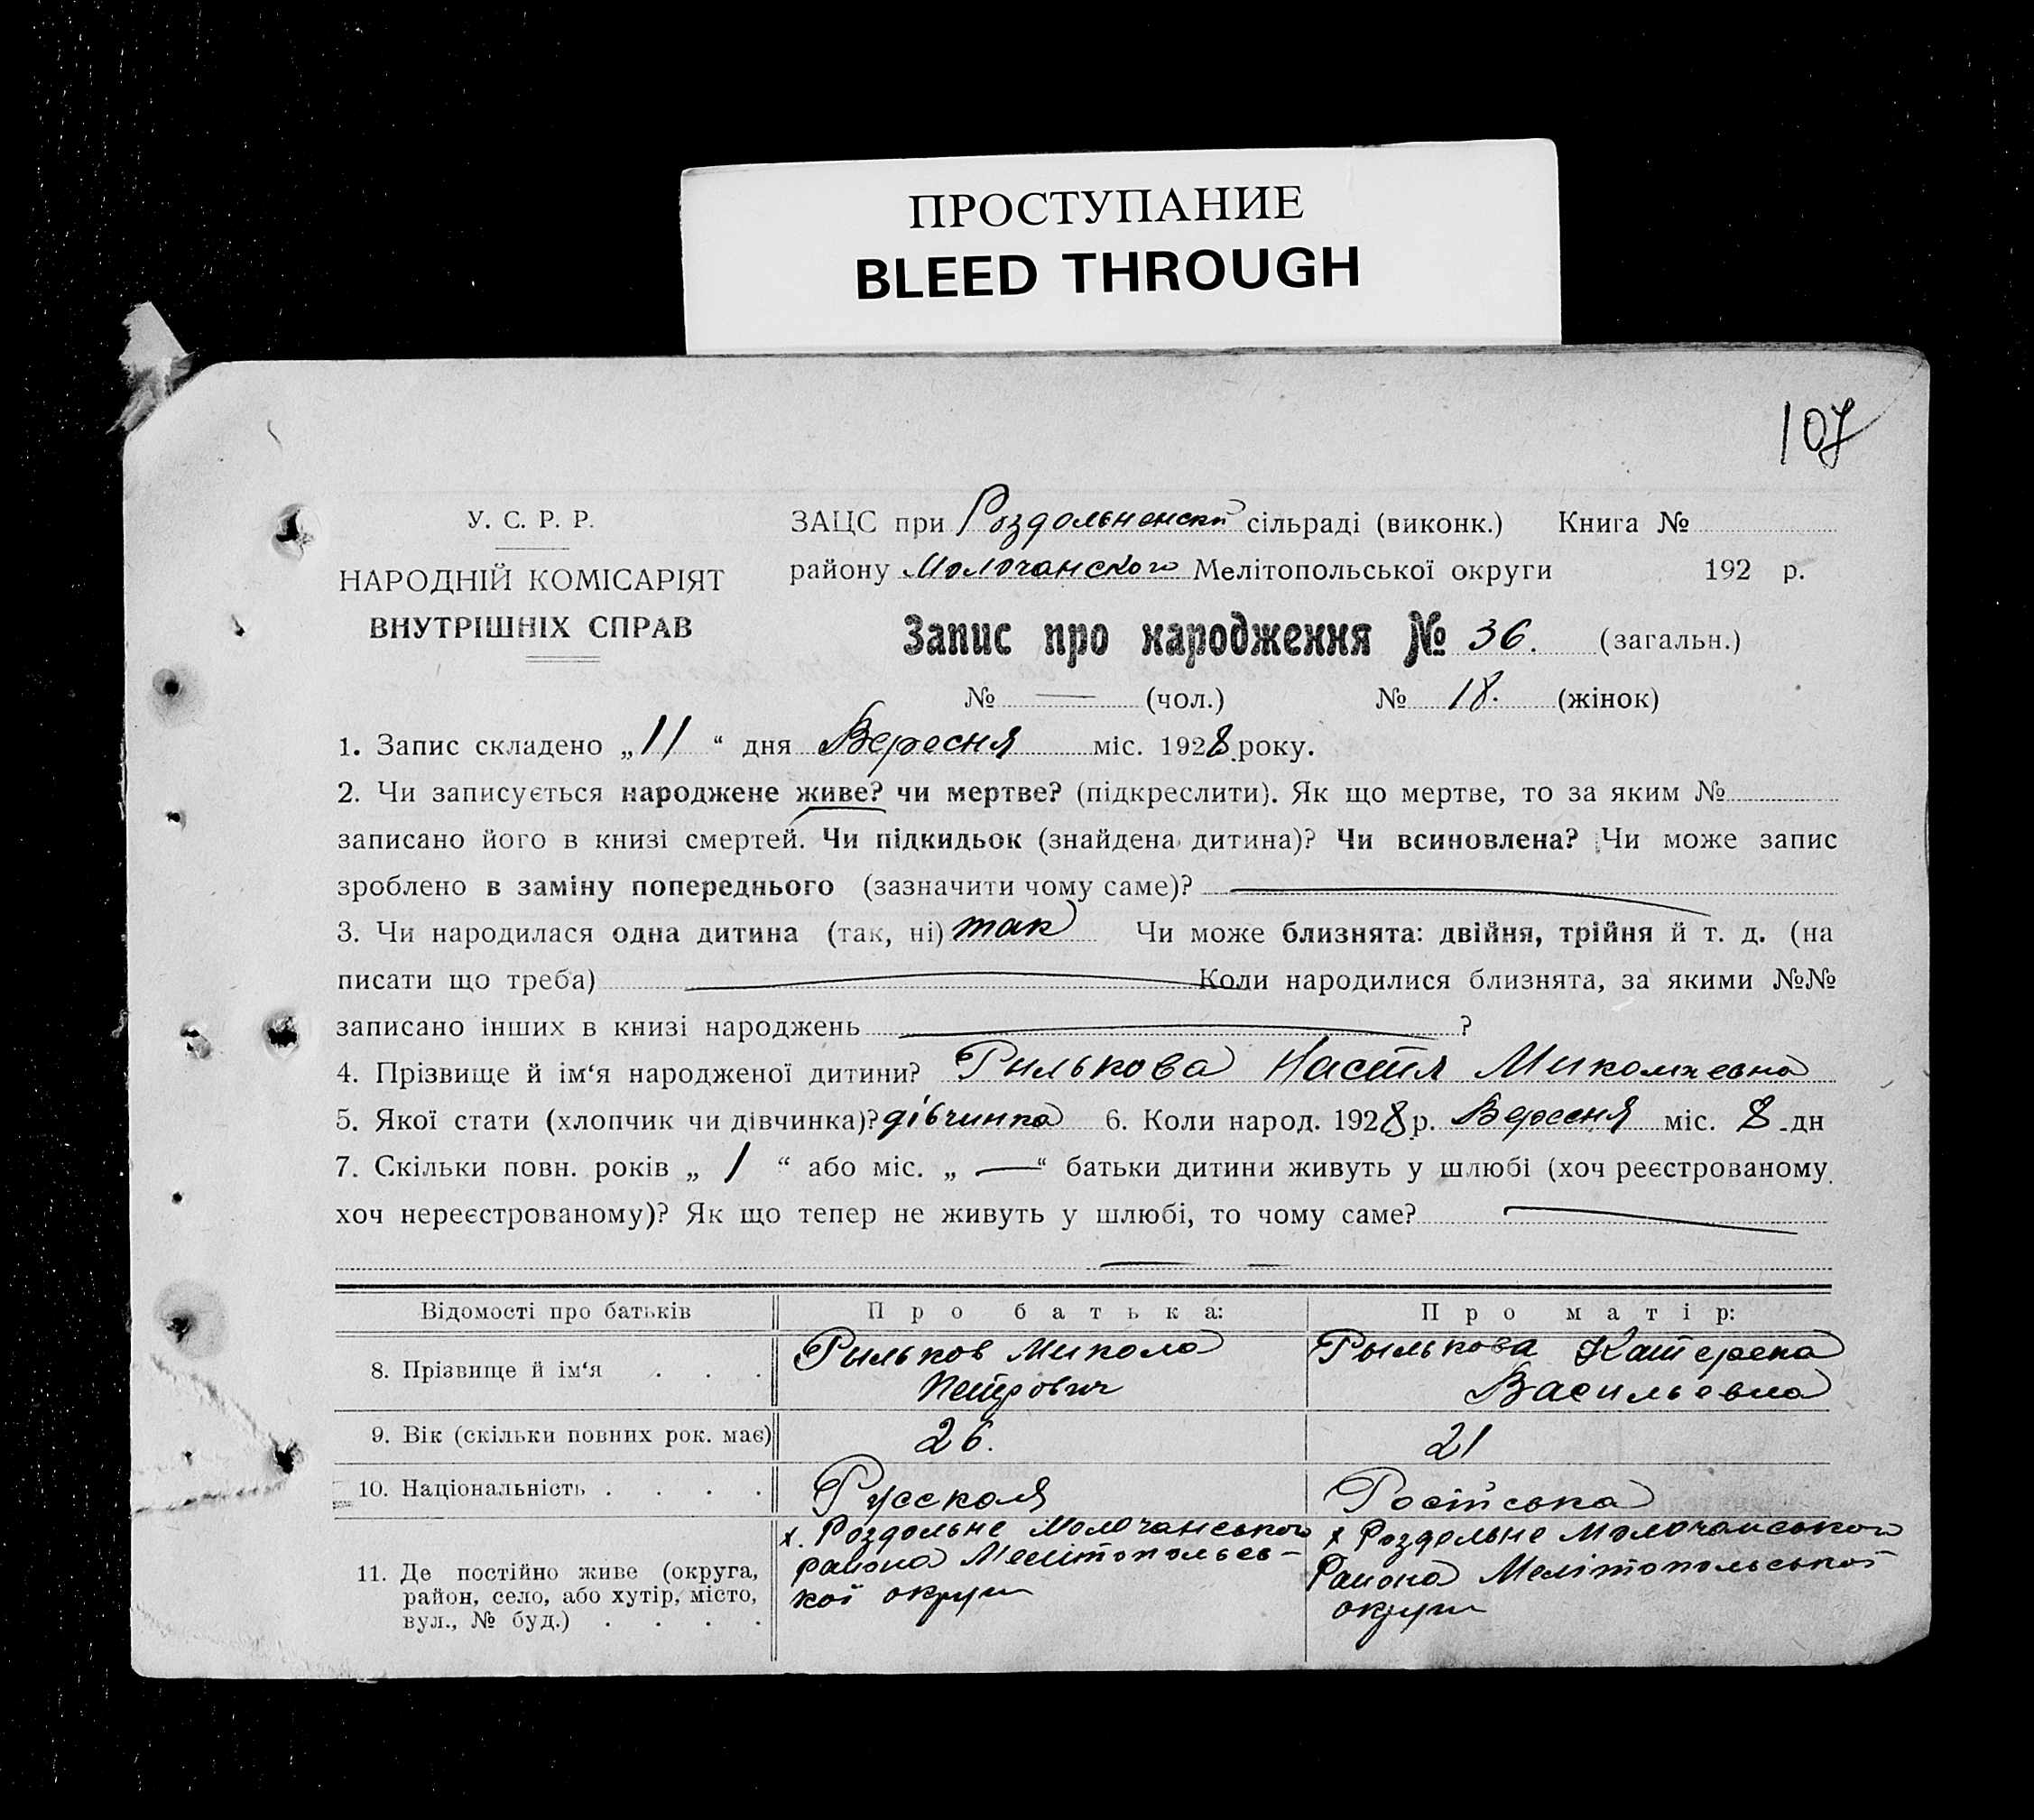 ПРОСТУПАНИЕ
BLEED THROUGH
107
У. С. Р. Р.
НАРОДНІЙ КОМІСАРІЯТ
ВНУТРІШНІХ СПРАВ
ЗАЦС при Роздольненскій сільраді (виконк.) Книга №
району Молочанского Мелітопольської округи 192 р.
Запис про народження № 36. (загальн.)
№ — (чол.) № 18. (жінок)
1. Запис складено „11“ дня Вересня міс. 1928 року.
2. Чи записується народжене живе? чи мертве? (підкреслити). Як що мертве, то за яким №
записано його в книзі смертей. Чи підкидьок (знайдена дитина)? Чи всиновлена? Чи може запис
зроблено в заміну попереднього (зазначити чому саме)?
3. Чи народилася одна дитина (так, ні) так Чи може близнята: двійня, трійня й т. д. (на
писати що треба) Коли народилися близнята, за якими №№
записано інших в книзі народжень ?
4. Прізвище й ім‘я народженої дитини? Рилькова Настя Миколаевна
5. Якої стати (хлопчик чи дівчинка)? дівчинка 6. Коли народ. 1928 р. Вересня міс. 8 дн
7. Скільки повн. років „1“ або міс. „—“ батьки дитини живуть у шлюбі (хоч реєстрованому
хоч нереєстрованому)? Як що тепер не живуть у шлюбі, то чому саме?
Відомості про батьків Про батька: Про матір:
8. Прізвище й ім‘я . . . Рыльков Микола Петрович Рылькова Катерена Васильевна
9. Вік (скільки повних рок. має) 26. 21
10. Національність . . . . Русская Російська
11. Де постійно живе (округа,
район, село, або хутір, місто,
вул., № буд.) . . . .
х. Роздольне Молочанського
района Мелітопольсь-
кої округи
х Роздольне Молочанського
Района Мелітопольської
округи